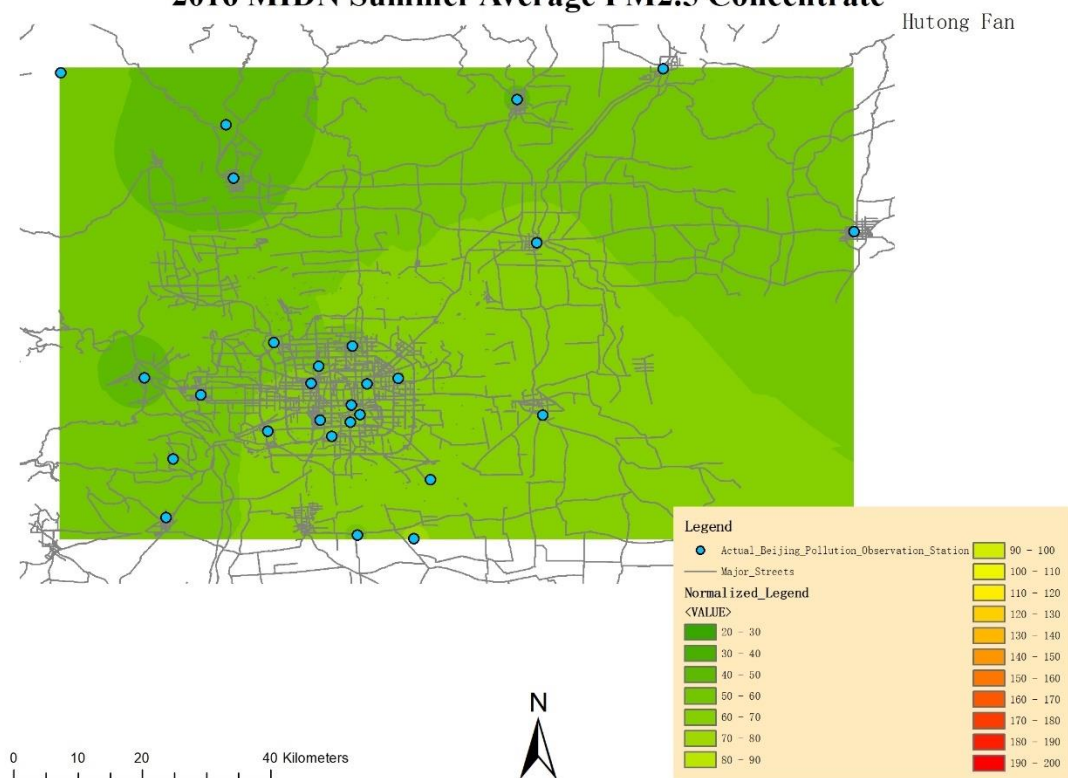 2016 MIDN Summer Average PM2.5 Concentrate
Hutong Fan
Legend
Actual_Beijing_Pollution_Observation_Station
Major_Streets
Normalized_Legend
<VALUE>
20 - 30
30 - 40
40 - 50
50 - 60
60 - 70
70 - 80
80 - 90
90 - 100
100 - 110
110 - 120
120 - 130
130 - 140
140 - 150
150 - 160
160 - 170
170 - 180
180 - 190
190 - 200
N
0 10 20 40 Kilometers